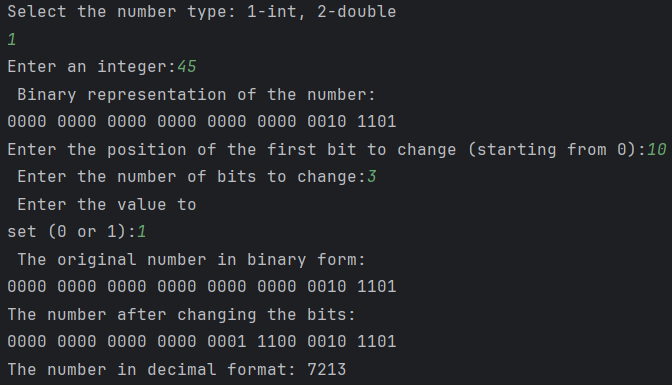 Select the number type: 1-int, 2-double
1
Enter an integer:45
 Binary representation of the number:
0000 0000 0000 0000 0000 0000 0010 1101
Enter the position of the first bit to change (starting from 0):10
 Enter the number of bits to change:3
 Enter the value to
set (0 or 1):1
 The original number in binary form:
0000 0000 0000 0000 0000 0000 0010 1101
The number after changing the bits:
0000 0000 0000 0000 0001 1100 0010 1101
The number in decimal format: 7213